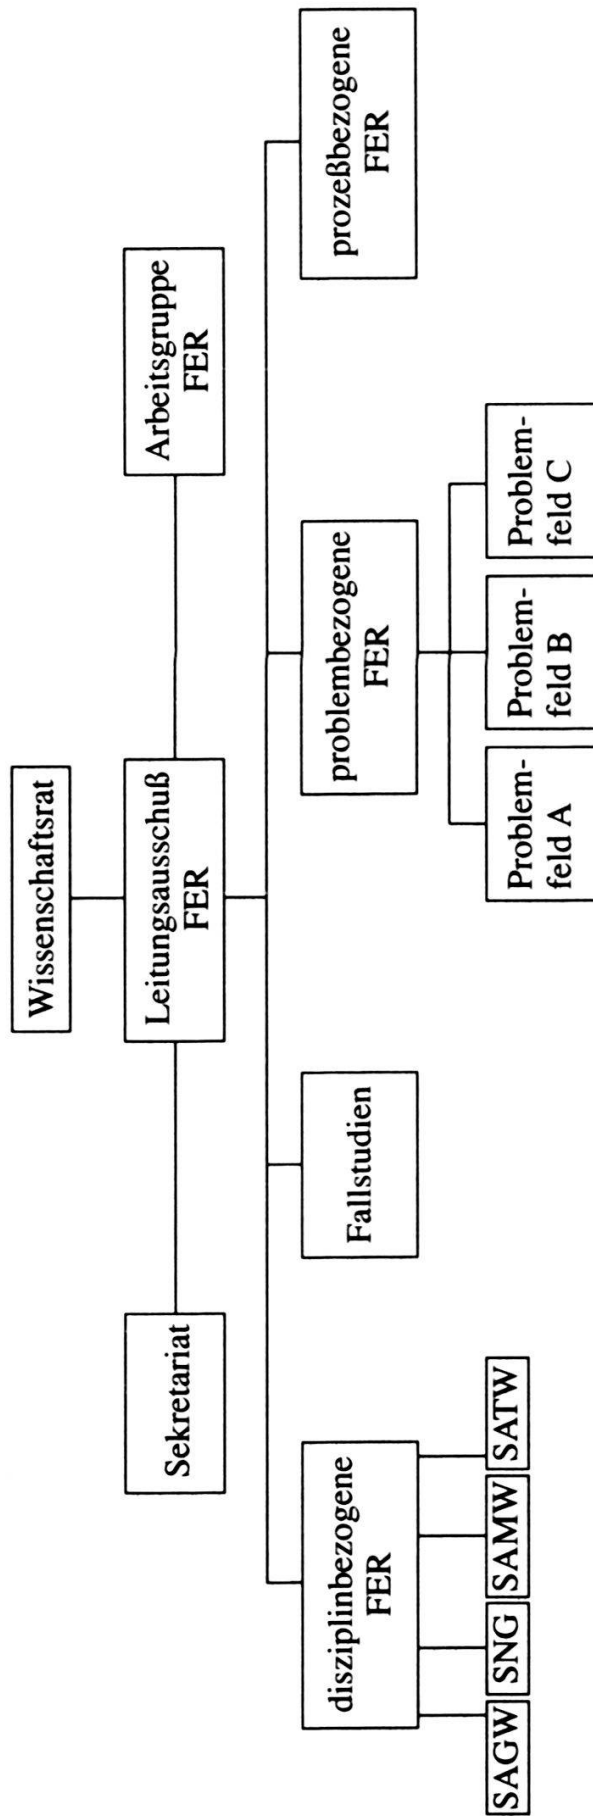 Wissenschaftsrat
Sekretariat
Leitungsausschuß
FER
Arbeitsgruppe
FER
disziplinbezogene
FER
Fallstudien
problembezogene
FER
prozeßbezogene
FER
SAGW
SNG
SAMW
SATW
Problem-
feld A
Problem-
feld B
Problem-
feld C